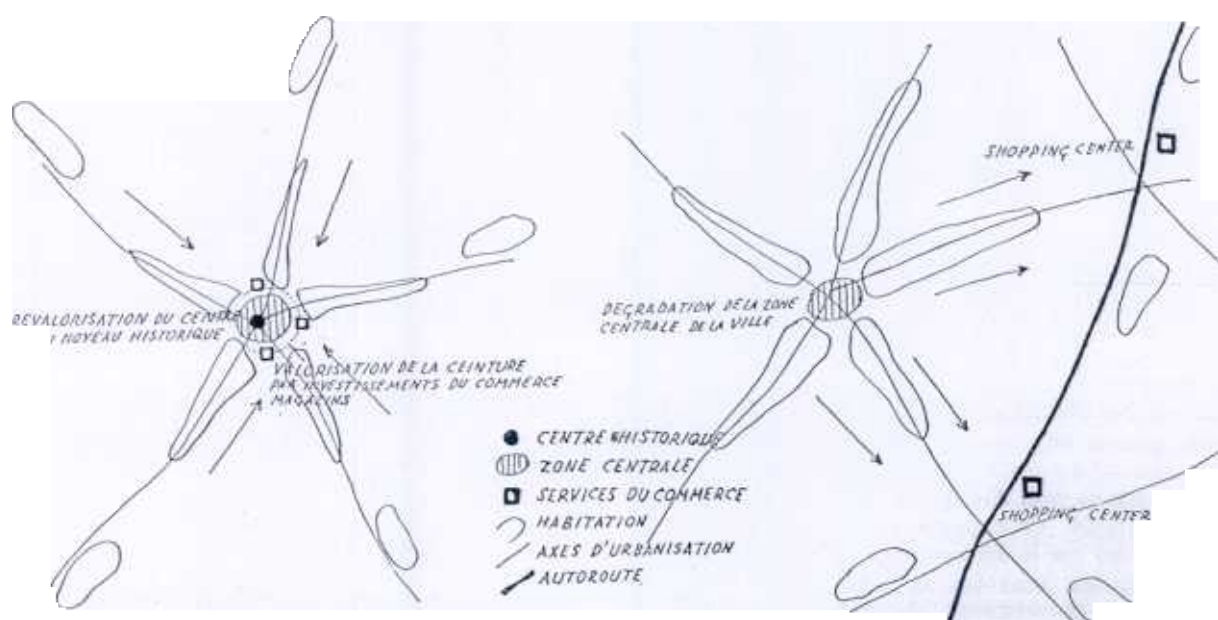 REVALORISATION DU CENTRE
NOYEAU HISTORIQUE
VALORISATION DE LA CEINTURE
PAR INVESTISSEMENTS DU COMMERCE
MAGAZINS
CENTRE HISTORIQUE
ZONE CENTRALE
SERVICES DU COMMERCE
HABITATION
AXES D'URBANISATION
AUTOROUTE
SHOPPING CENTER
DEGRADATION DE LA ZONE
CENTRALE DE LA VILLE
SHOPPING CENTER